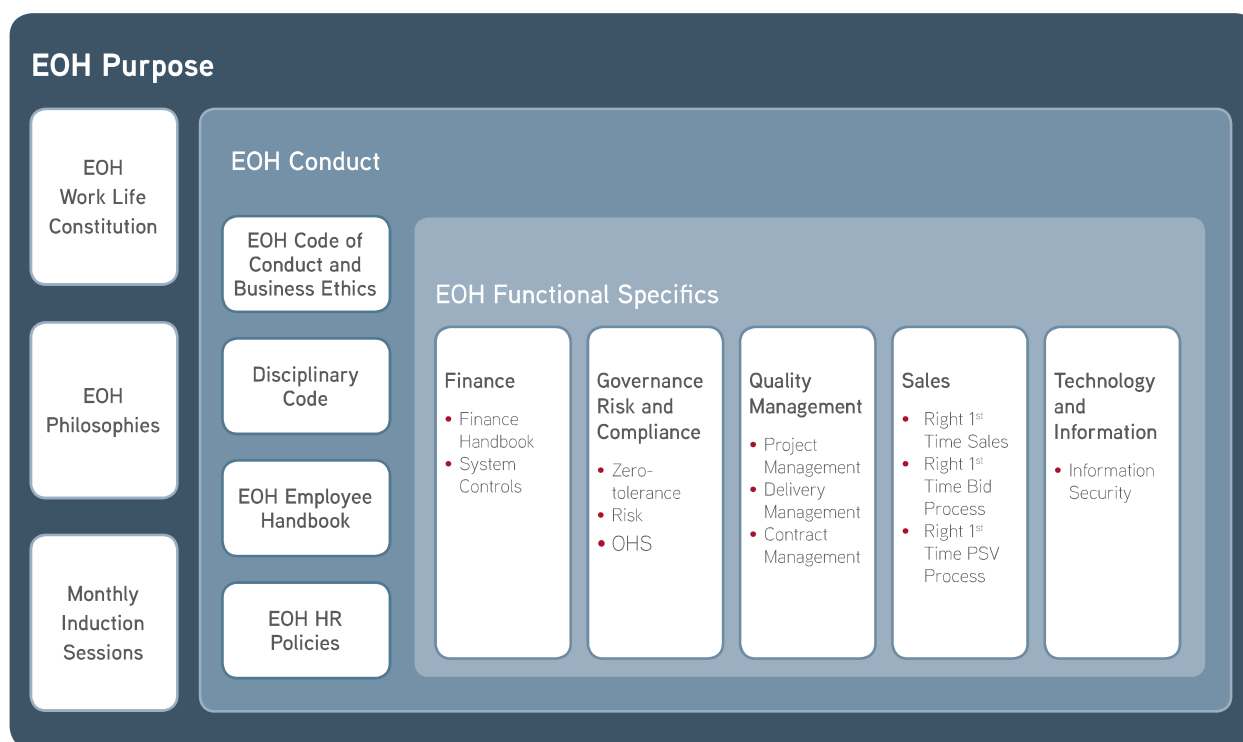 EOH Purpose
EOH
Work Life
Constitution
EOH
Philosophies
Monthly
Induction
Sessions
EOH Conduct
EOH Code of
Conduct and
Business Ethics
Disciplinary
Code
EOH Employee
Handbook
EOH HR
Policies
EOH Functional Specifics
Finance
• Finance
Handbook
• System
Controls
Governance
Risk and
Compliance
• Zero-
tolerance
• Risk
• OHS
Quality
Management
• Project
Management
• Delivery
Management
• Contract
Management
Sales
• Right 1st
Time Sales
• Right 1st
Time Bid
Process
• Right 1st
Time PSV
Process
Technology
and
Information
• Information
Security